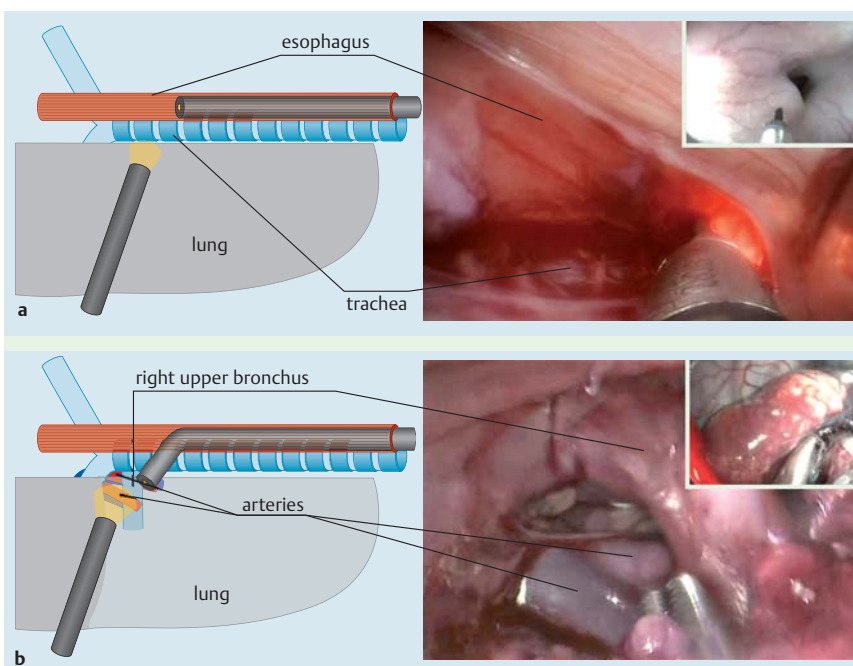 esophagus
lung
trachea
a
right upper bronchus
arteries
lung
b